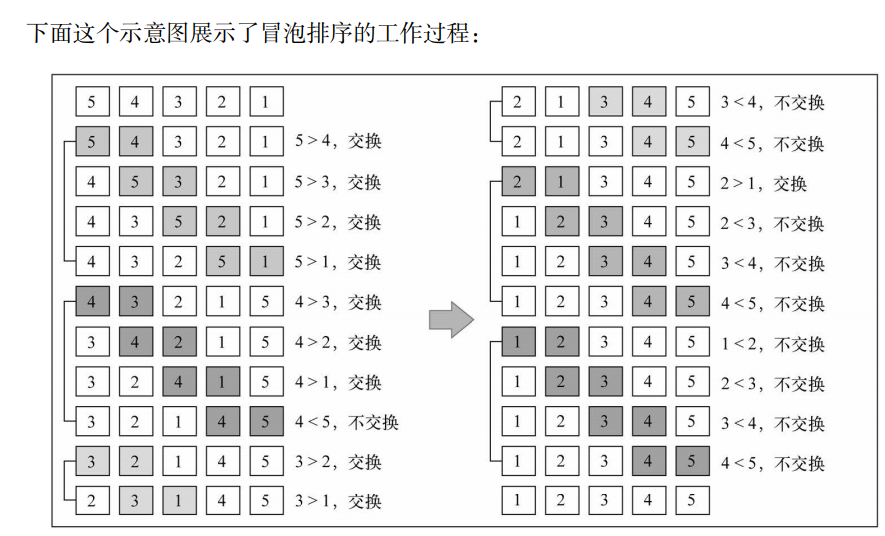 下面这个示意图展示了冒泡排序的工作过程：
5 4 3 2 1
5 4 3 2 1 5 > 4，交换
4 5 3 2 1 5 > 3，交换
4 3 5 2 1 5 > 2，交换
4 3 2 5 1 5 > 1，交换
4 3 2 1 5 4 > 3，交换
3 4 2 1 5 4 > 2，交换
3 2 4 1 5 4 > 1，交换
3 2 1 4 5 4 < 5，不交换
3 2 1 4 5 3 > 2，交换
2 3 1 4 5 3 > 1，交换
2 1 3 4 5 3 < 4，不交换
2 1 3 4 5 4 < 5，不交换
2 1 3 4 5 2 > 1，交换
1 2 3 4 5 2 < 3，不交换
1 2 3 4 5 3 < 4，不交换
1 2 3 4 5 4 < 5，不交换
1 2 3 4 5 1 < 2，不交换
1 2 3 4 5 2 < 3，不交换
1 2 3 4 5 3 < 4，不交换
1 2 3 4 5 4 < 5，不交换
1 2 3 4 5